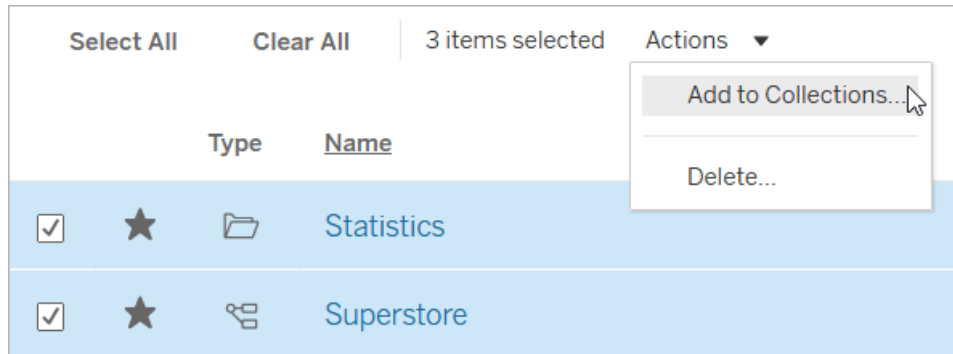 Select All Clear All 3 items selected Actions
Add to Collections...
Type Name
Delete...
Statistics
Superstore